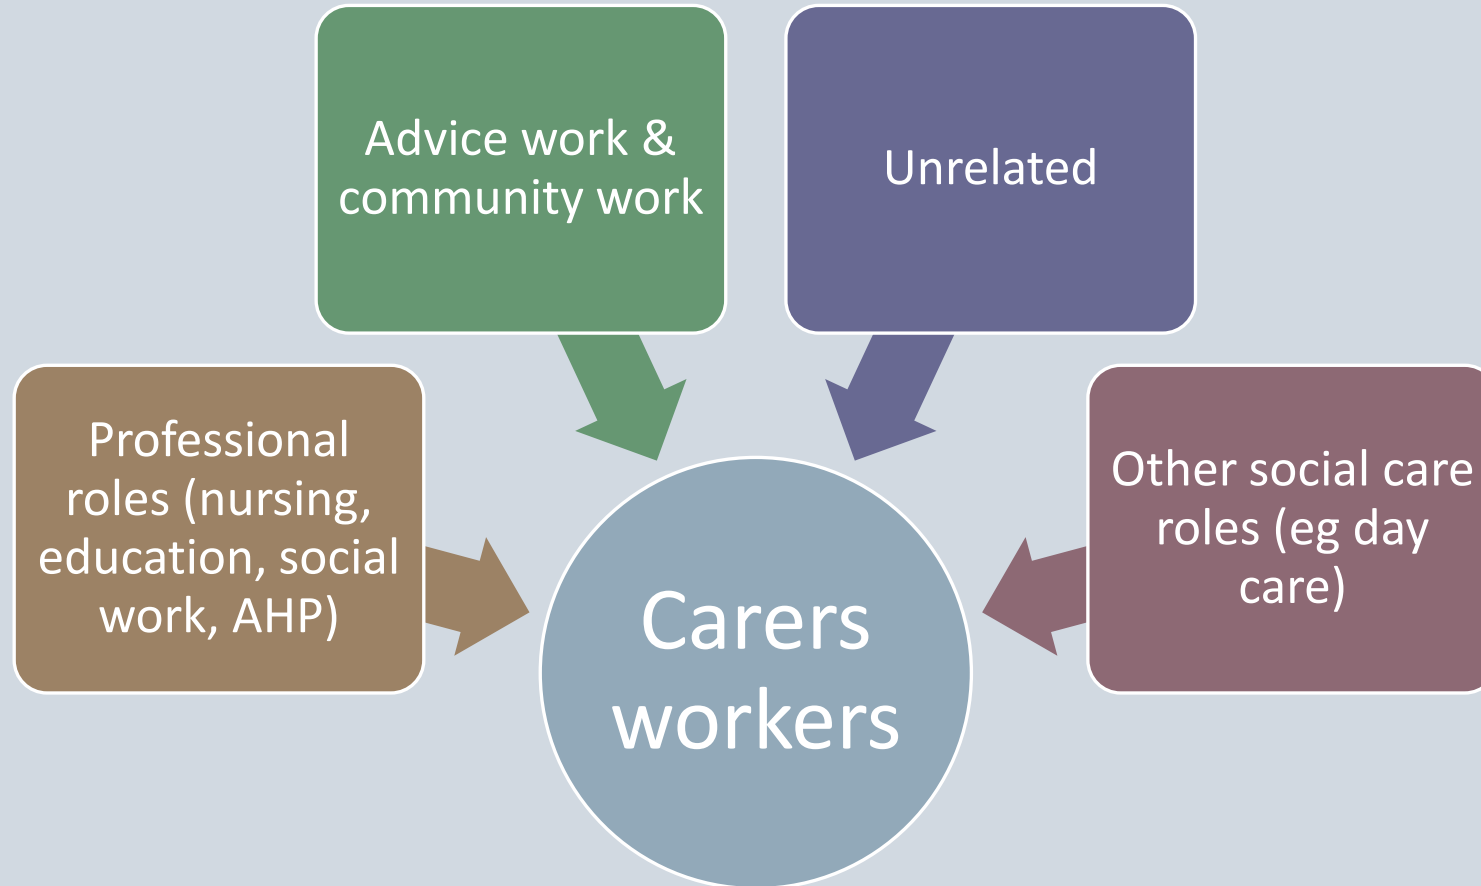 Advice work &
community work
Unrelated
Professional
roles (nursing,
education, social
work, AHP)
Other social care
roles (eg day
care)
Carers
workers